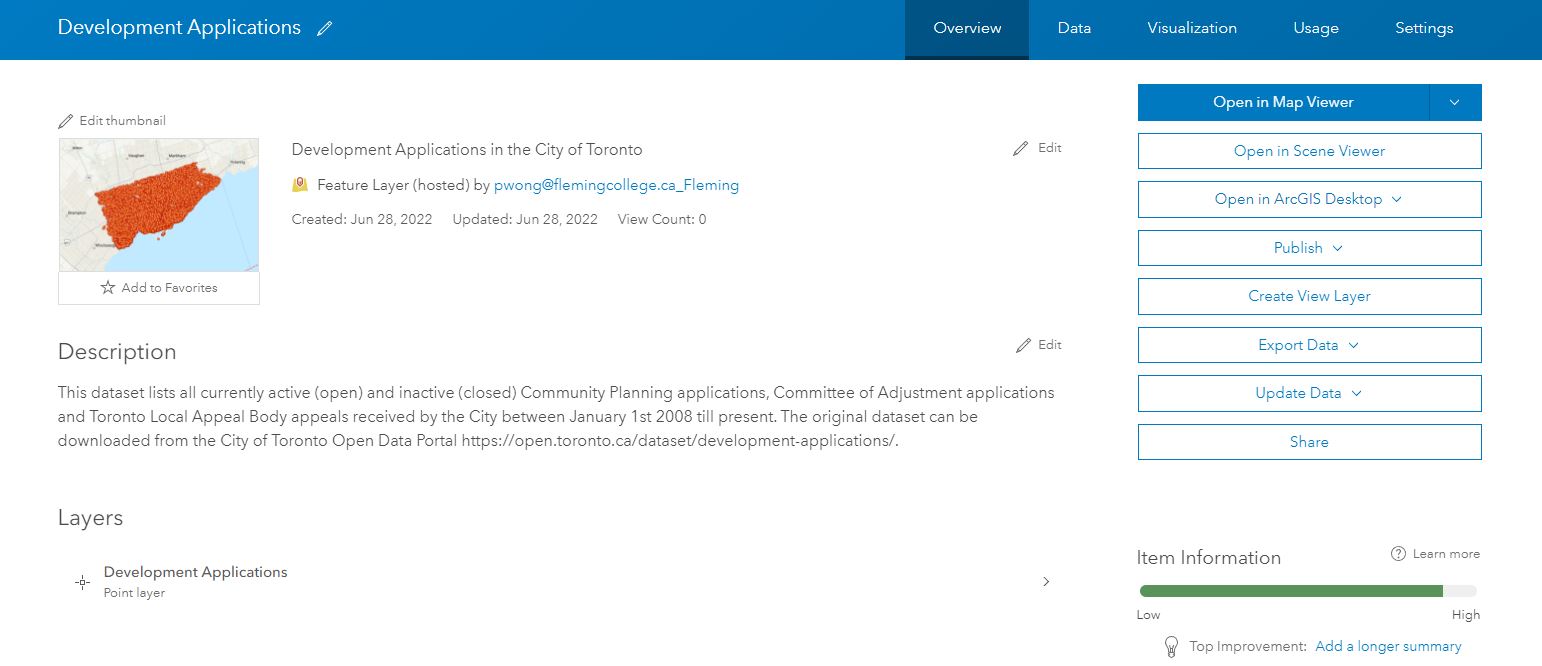 Development Applications
Overview
Data
Visualization
Usage
Settings
Edit thumbnail
Add to Favorites
Development Applications in the City of Toronto
Edit
Feature Layer (hosted) by pwong@flemingcollege.ca_Fleming
Created: Jun 28, 2022 Updated: Jun 28, 2022 View Count: 0
Description
Edit
This dataset lists all currently active (open) and inactive (closed) Community Planning applications, Committee of Adjustment applications
and Toronto Local Appeal Body appeals received by the City between January 1st 2008 till present. The original dataset can be
downloaded from the City of Toronto Open Data Portal https://open.toronto.ca/dataset/development-applications/.
Layers
Development Applications
Point layer
Open in Map Viewer
Open in Scene Viewer
Open in ArcGIS Desktop
Publish
Create View Layer
Export Data
Update Data
Share
Item Information
Learn more
Low
High
Top Improvement: Add a longer summary